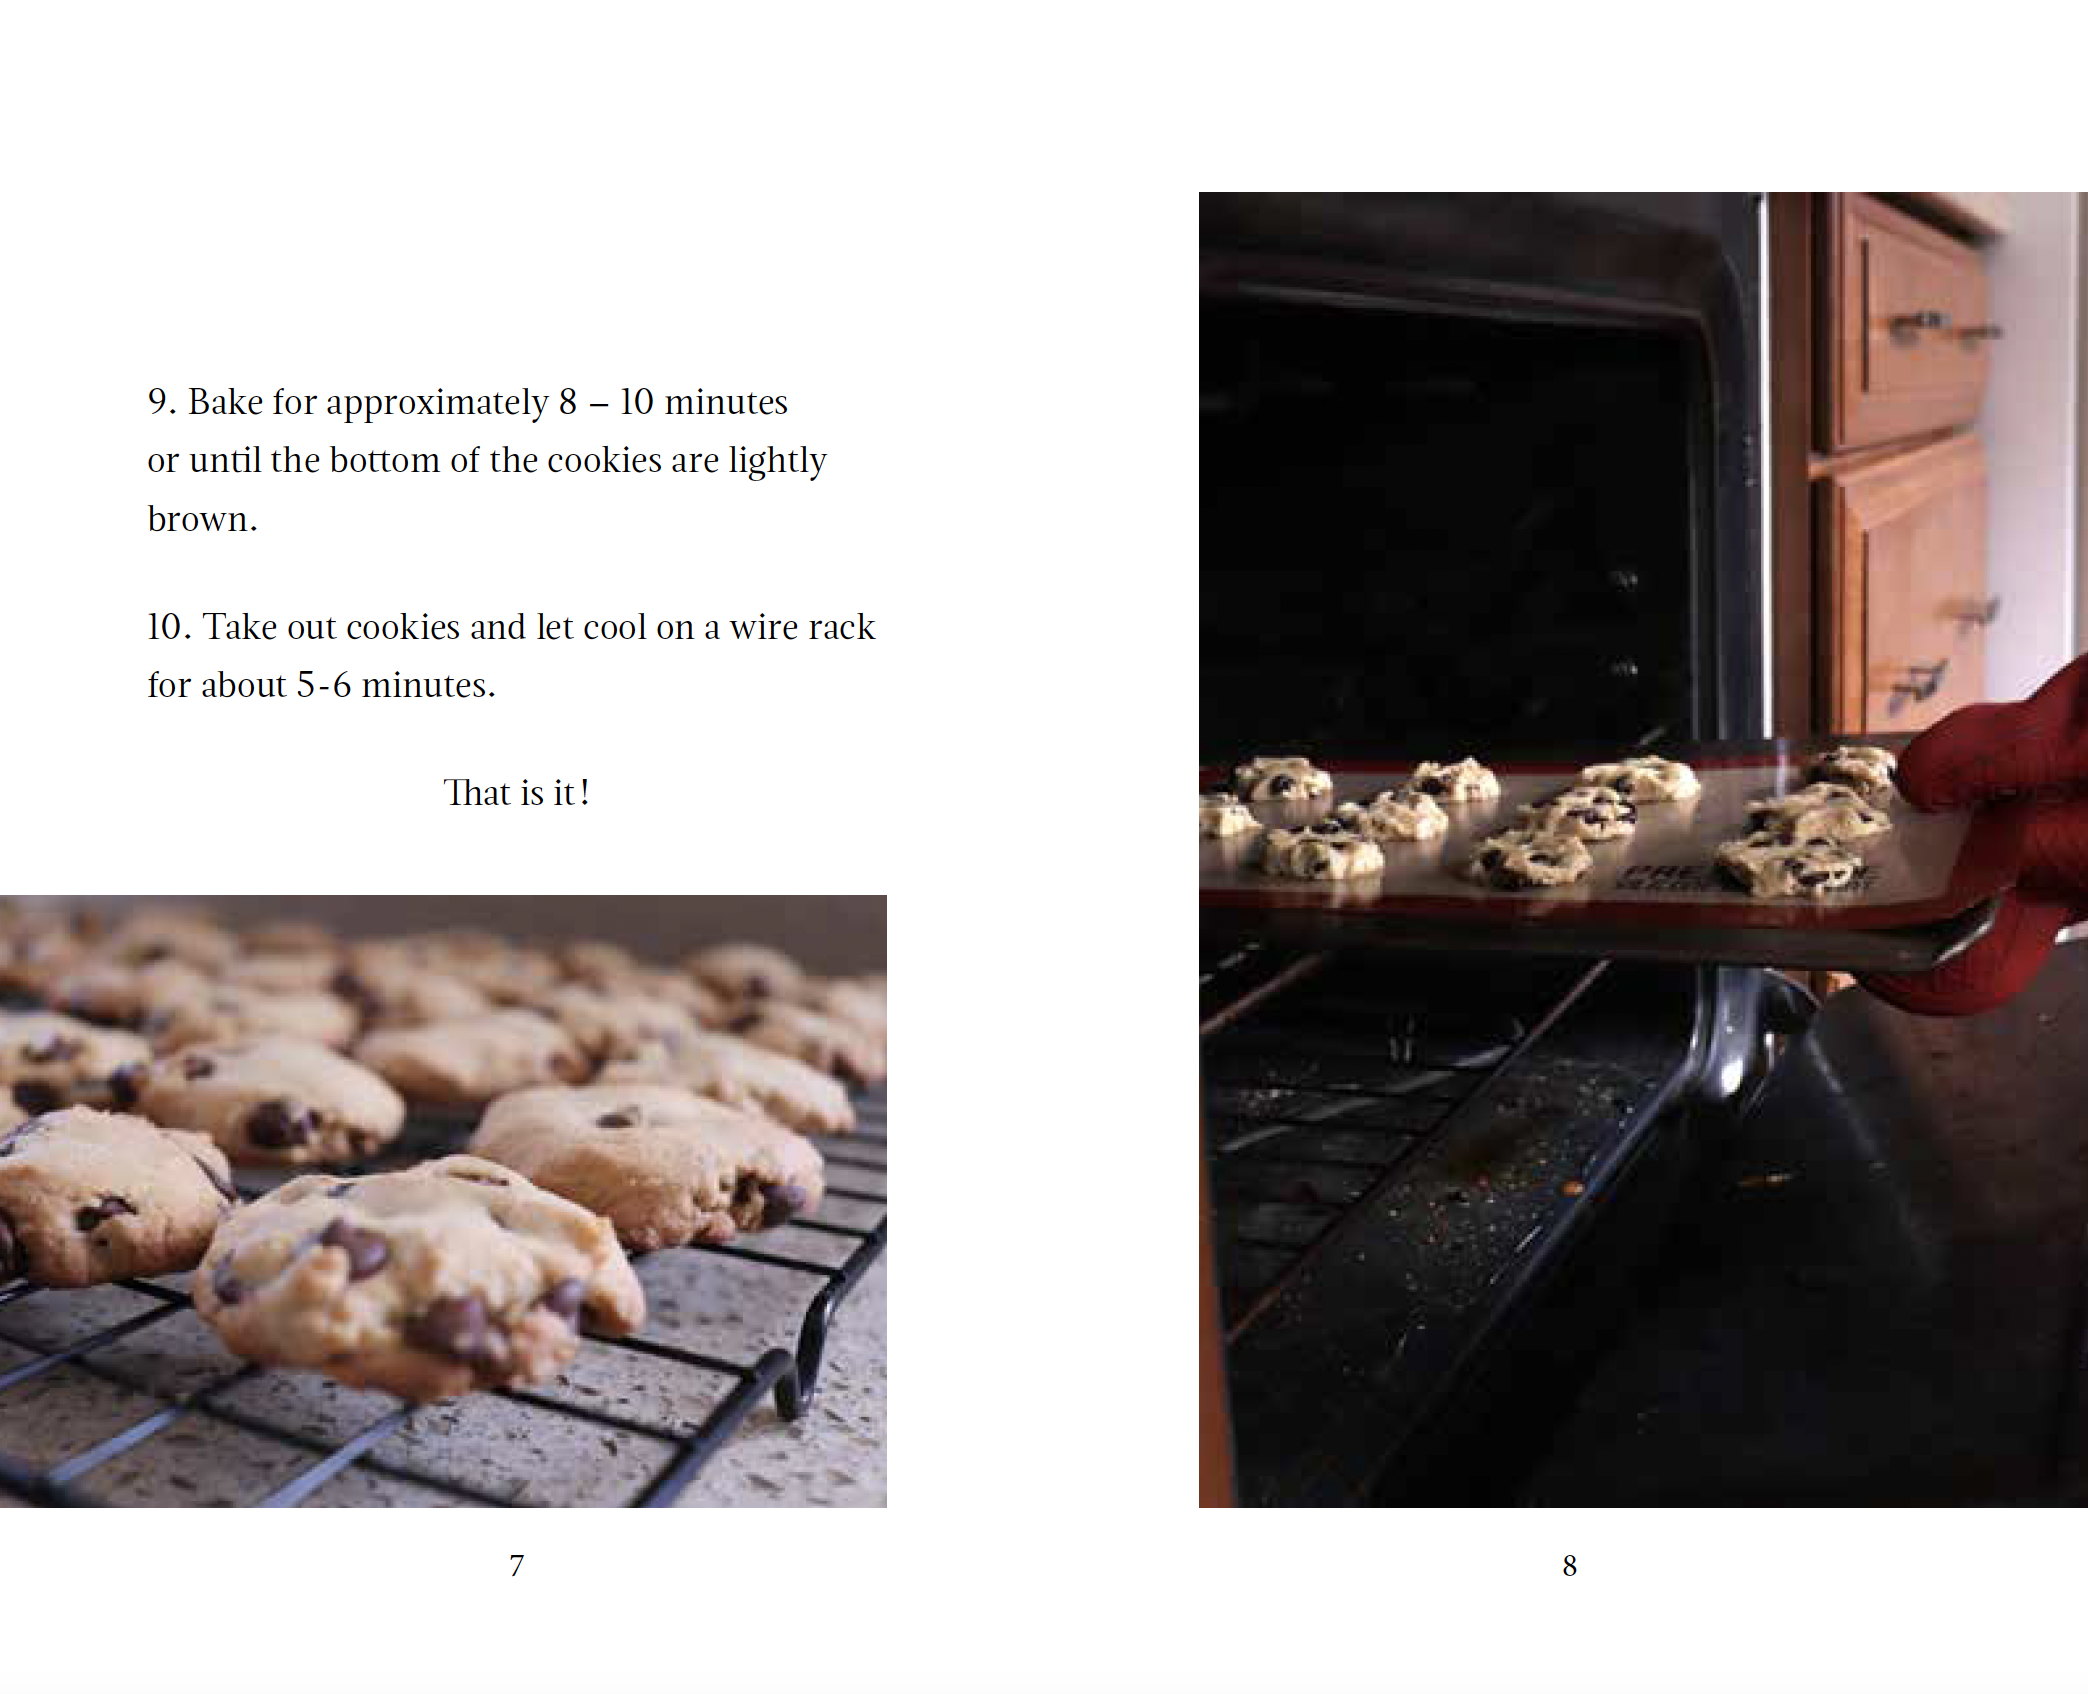 9. Bake for approximately 8 – 10 minutes
or until the bottom of the cookies are lightly
brown.
10. Take out cookies and let cool on a wire rack
for about 5-6 minutes.
That is it!
7
8